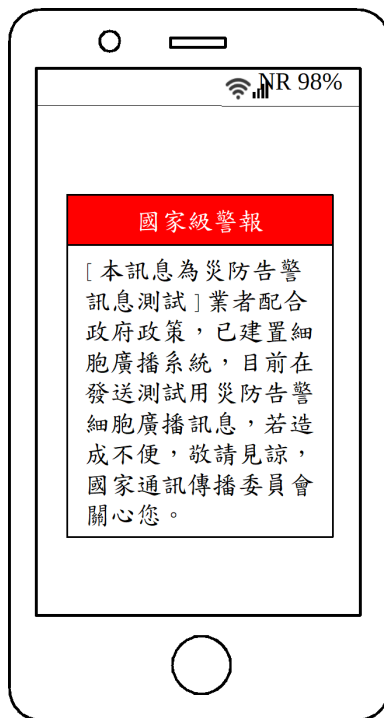 NR 98%
國家級警報
[本訊息為災防告警
訊息測試]業者配合
政府政策，已建置細
胞廣播系統，目前在
發送測試用災防告警
細胞廣播訊息，若造
成不便，敬請見諒，
國家通訊傳播委員會
關心您。